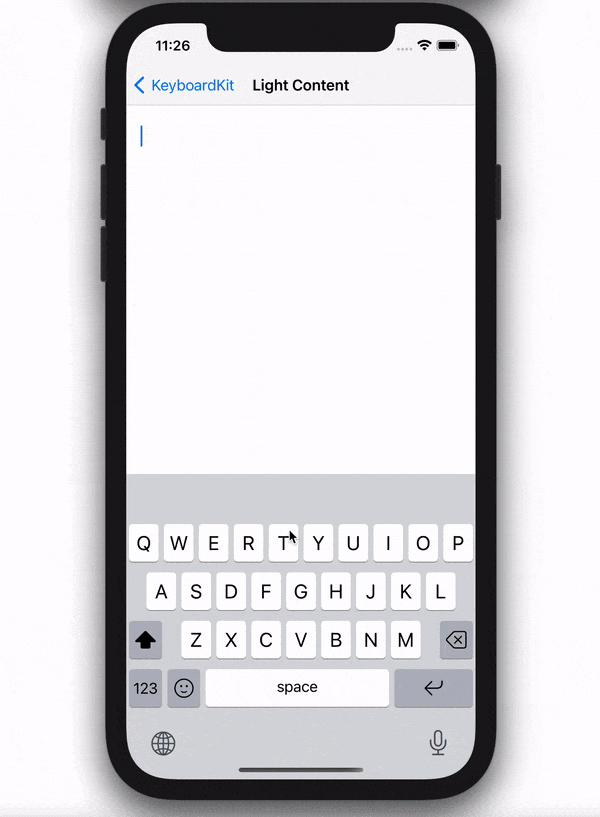 11:26
KeyboardKit Light Content
Q W E R T Y U I O P
A S D F G H J K L
Z X C V B N M
123 space